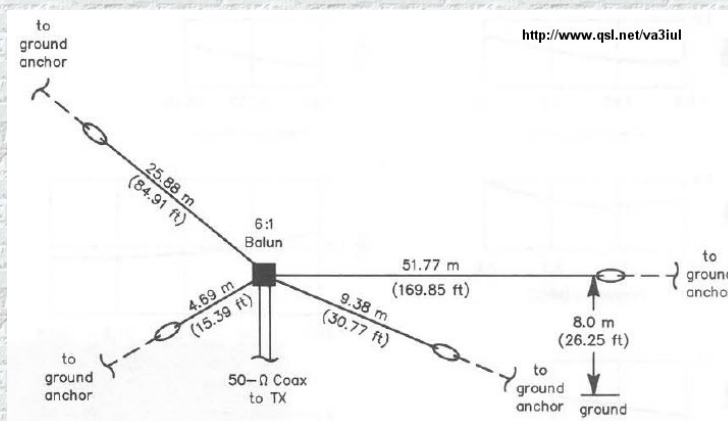 to
ground
anchor
http://www.qsl.net/va3iul
25.88 m
(84.91 ft)
6:1
Balun
51.77 m
(169.85 ft)
to
ground
ancho
4.69 m
(15.39 ft)
9.38 m
(30.77 ft)
8.0 m
(26.25 ft)
to
ground
anchor
50-Ω Coax
to TX
to
ground
anchor
ground